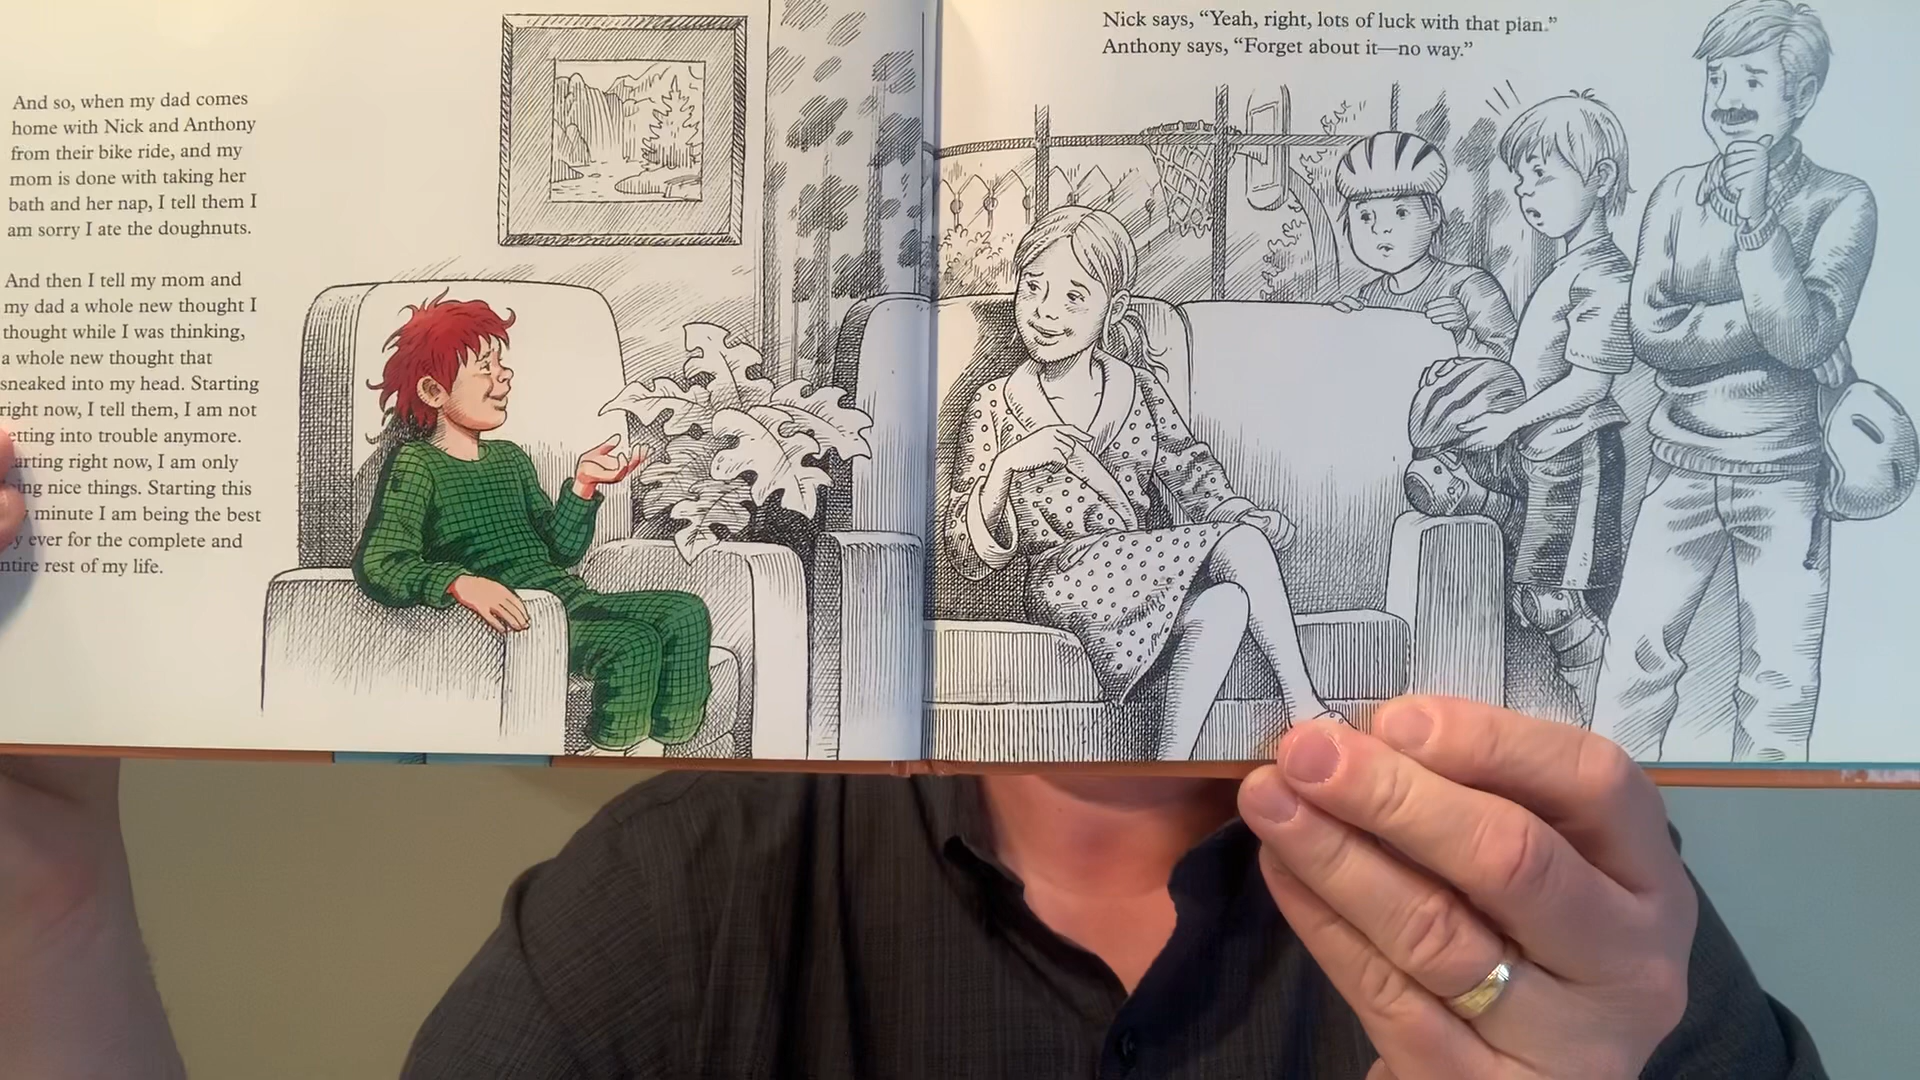 And so, when my dad comes
home with Nick and Anthony
from their bike ride, and my
mom is done with taking her
bath and her nap, I tell them I
am sorry I ate the doughnuts.
And then I tell my mom and
my dad a whole new thought I
thought while I was thinking,
a whole new thought that
sneaked into my head. Starting
right now, I tell them, I am not
into trouble anymore.
right now, I am only
nice things. Starting this
minute I am being the best
ever for the complete and
rest of my life.
Nick says, “Yeah, right, lots of luck with that plan.”
Anthony says, “Forget about it—no way.”